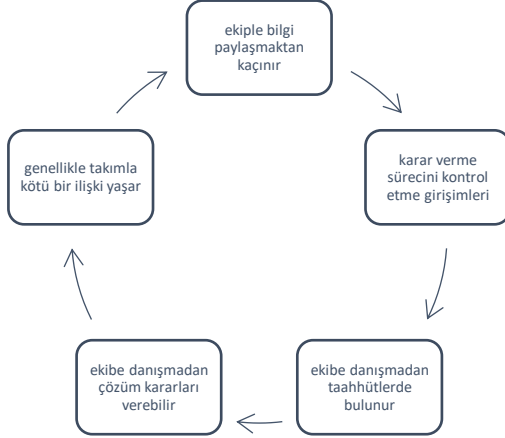 ekiple bilgi
paylaşmaktan
kaçınır
karar verme
sürecini kontrol
etme girişimleri
ekibe danışmadan
taahhütlerde
bulunur
ekibe danışmadan
çözüm kararları
verebilir
genellikle takımla
kötü bir ilişki yaşar